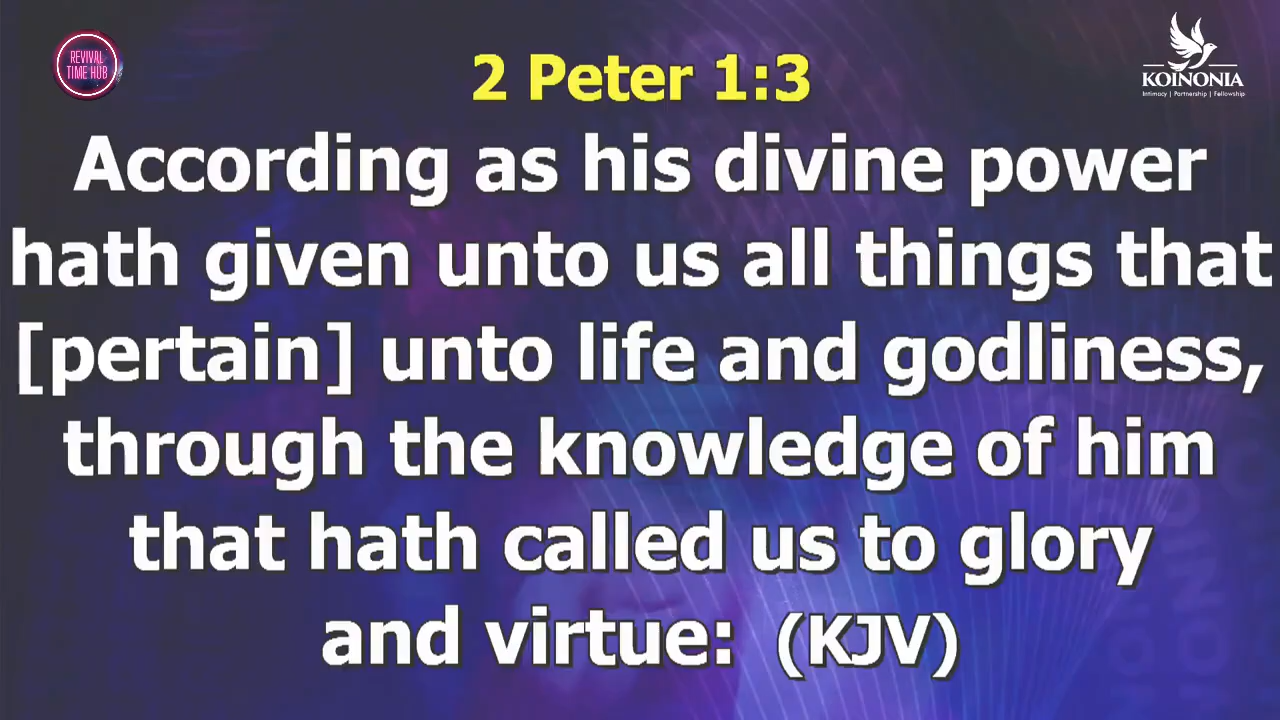 REVIVAL
TIME HUB
KOINONIA
Intimacy | Partnership | Fellowship
2 Peter 1:3
According as his divine power
hath given unto us all things that
[pertain] unto life and godliness,
through the knowledge of him
that hath called us to glory
and virtue: (KJV)